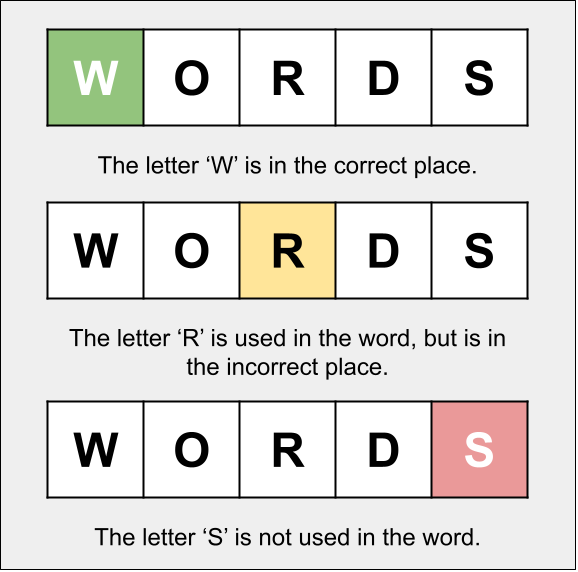 W O R D S
The letter ‘W’ is in the correct place.
W O R D S
The letter ‘R’ is used in the word, but is in
the incorrect place.
W O R D S
The letter ‘S’ is not used in the word.